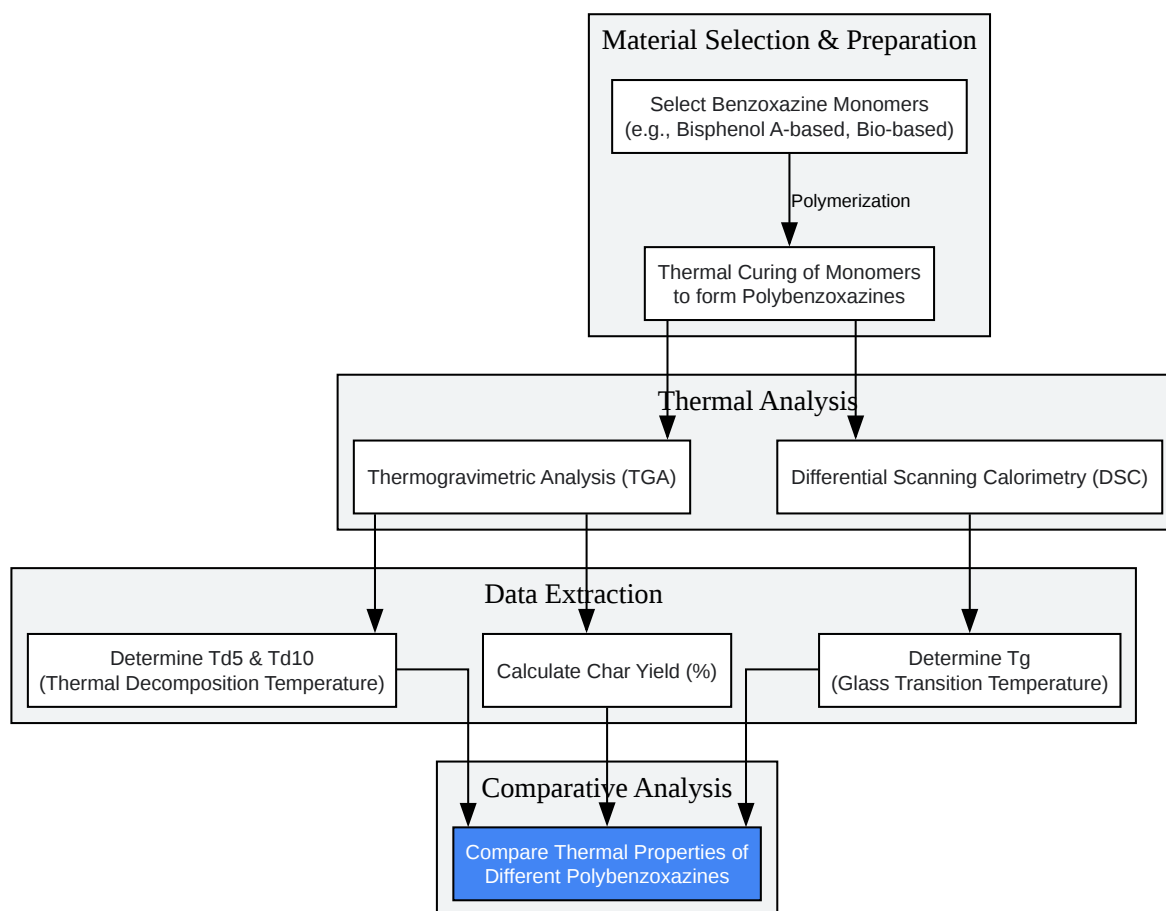 Material Selection & Preparation
Select Benzoxazine Monomers
(e.g., Bisphenol A-based, Bio-based)
Polymerization
Thermal Curing of Monomers
to form Polybenzoxazines
Thermal Analysis
Thermogravimetric Analysis (TGA)
Differential Scanning Calorimetry (DSC)
Data Extraction
Determine Td5 & Td10
(Thermal Decomposition Temperature)
Calculate Char Yield (%)
Determine Tg
(Glass Transition Temperature)
Comparative Analysis
Compare Thermal Properties of
Different Polybenzoxazines